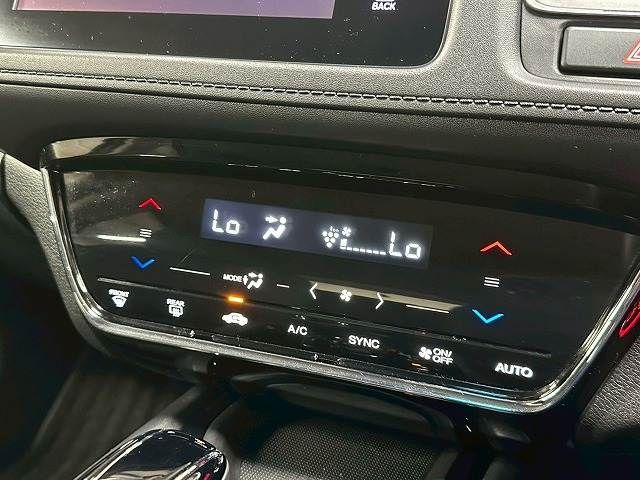 BACK
Lo Lo
MODE
FRONT
REAR
A/C
SYNC
ON/
OFF
AUTO